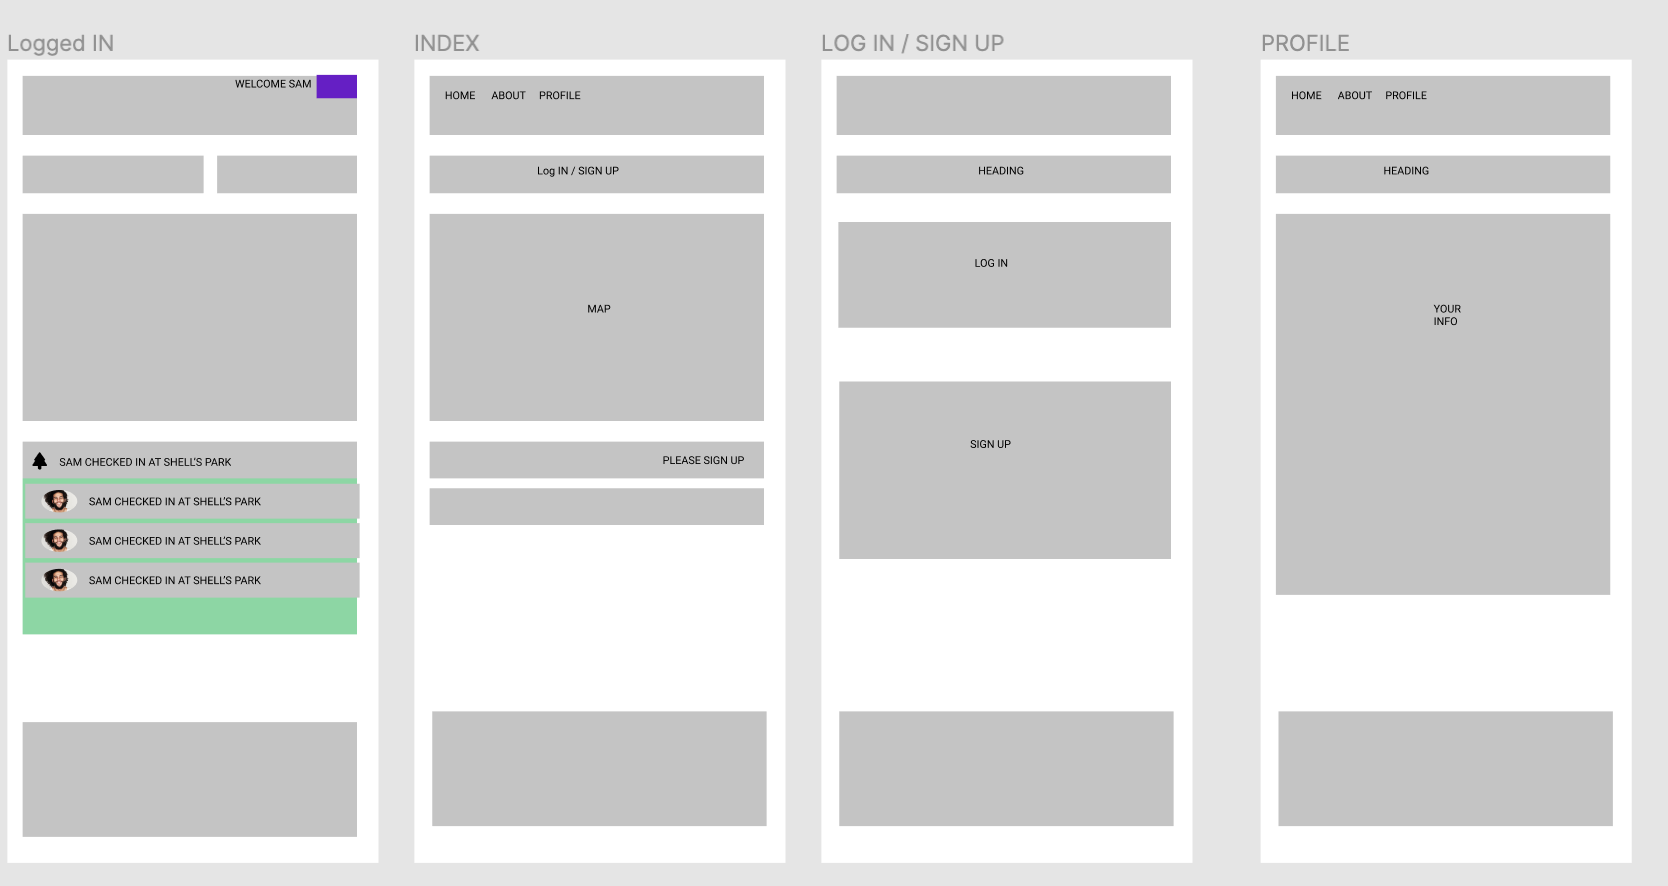 Logged IN
WELCOME SAM
SAM CHECKED IN AT SHELL'S PARK
SAM CHECKED IN AT SHELL'S PARK
SAM CHECKED IN AT SHELL'S PARK
SAM CHECKED IN AT SHELL'S PARK
INDEX
HOME ABOUT PROFILE
Log IN / SIGN UP
MAP
PLEASE SIGN UP
LOG IN / SIGN UP
HEADING
LOG IN
SIGN UP
PROFILE
HOME ABOUT PROFILE
HEADING
YOUR
INFO